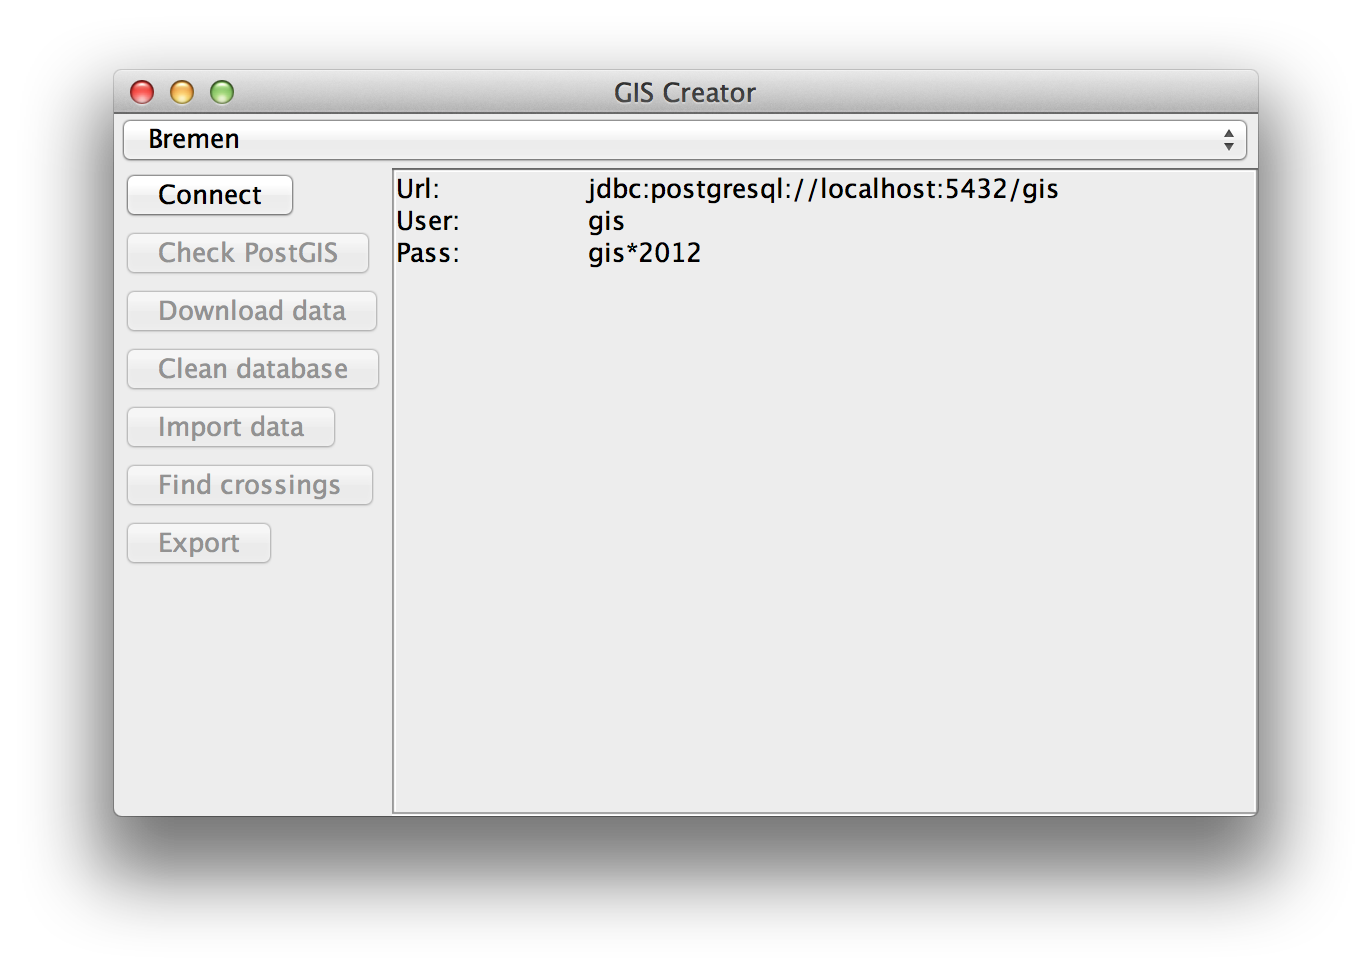 GIS Creator
Bremen
Connect
Check PostGIS
Download data
Clean database
Import data
Find crossings
Export
Url: jdbc:postgresql://localhost:5432/gis
User: gis
Pass: gis*2012